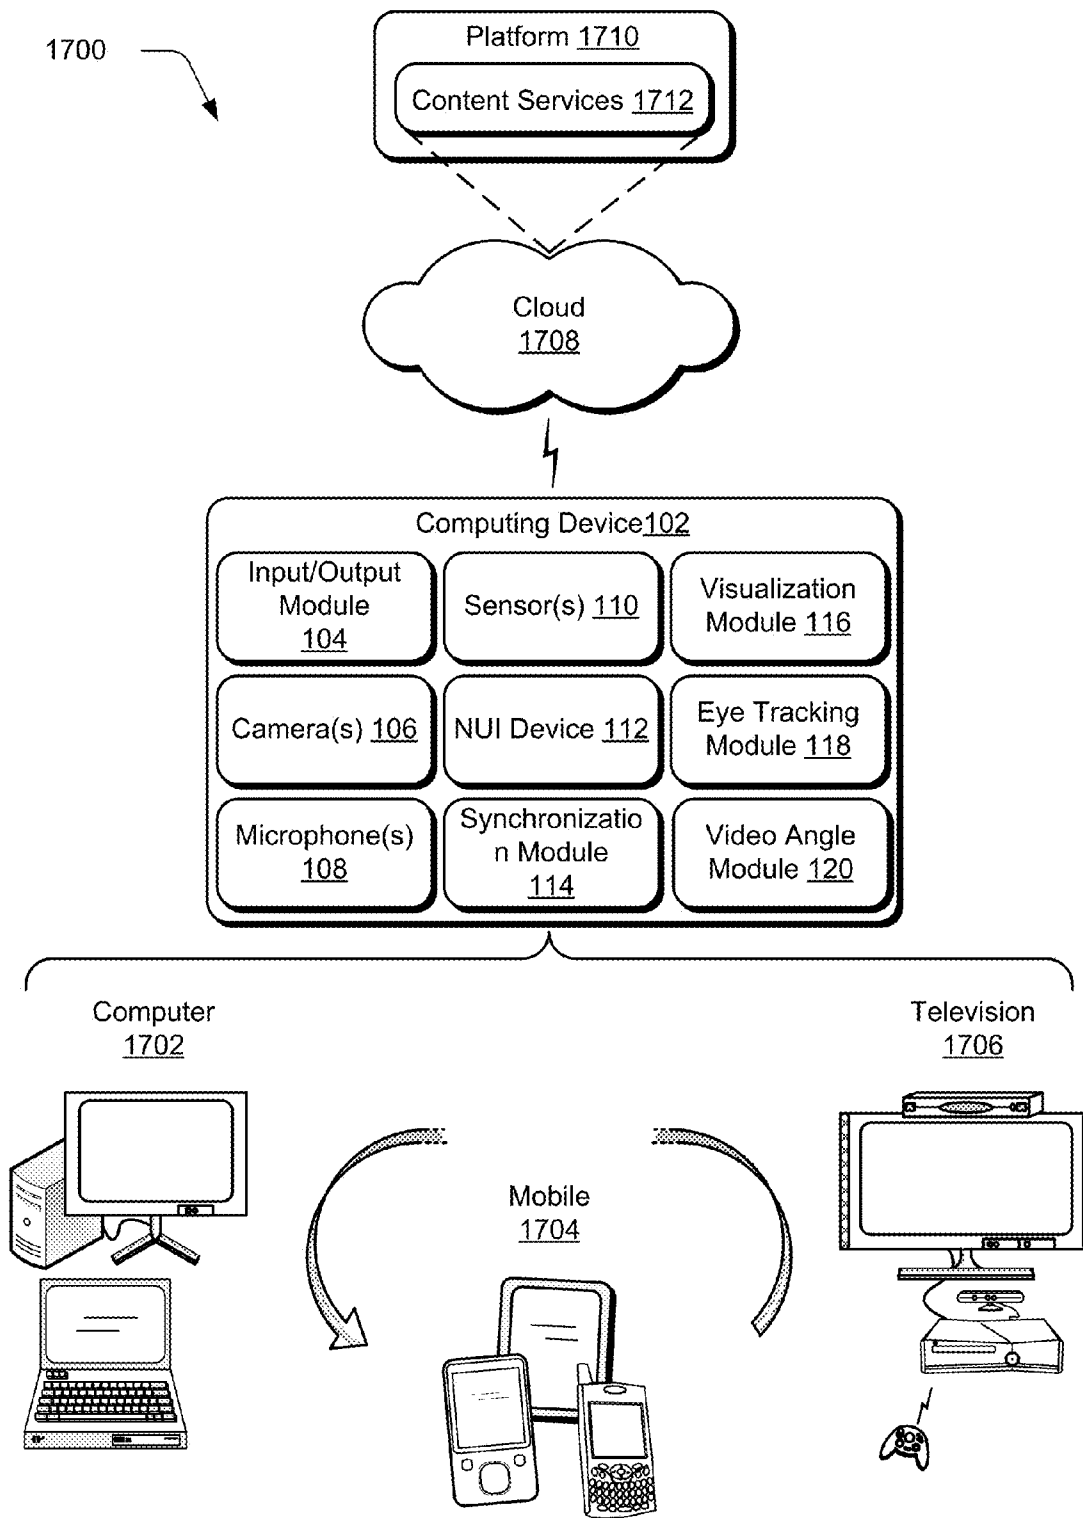 1700
Platform 1710
Content Services 1712
Cloud
1708
Computing Device102
Input/Output
Module
104
Sensor(s) 110
Visualization
Module 116
Camera(s) 106
NUI Device 112
Eye Tracking
Module 118
Microphone(s)
108
Synchronizatio
n Module
114
Video Angle
Module 120
Computer
1702
Television
1706
Mobile
1704